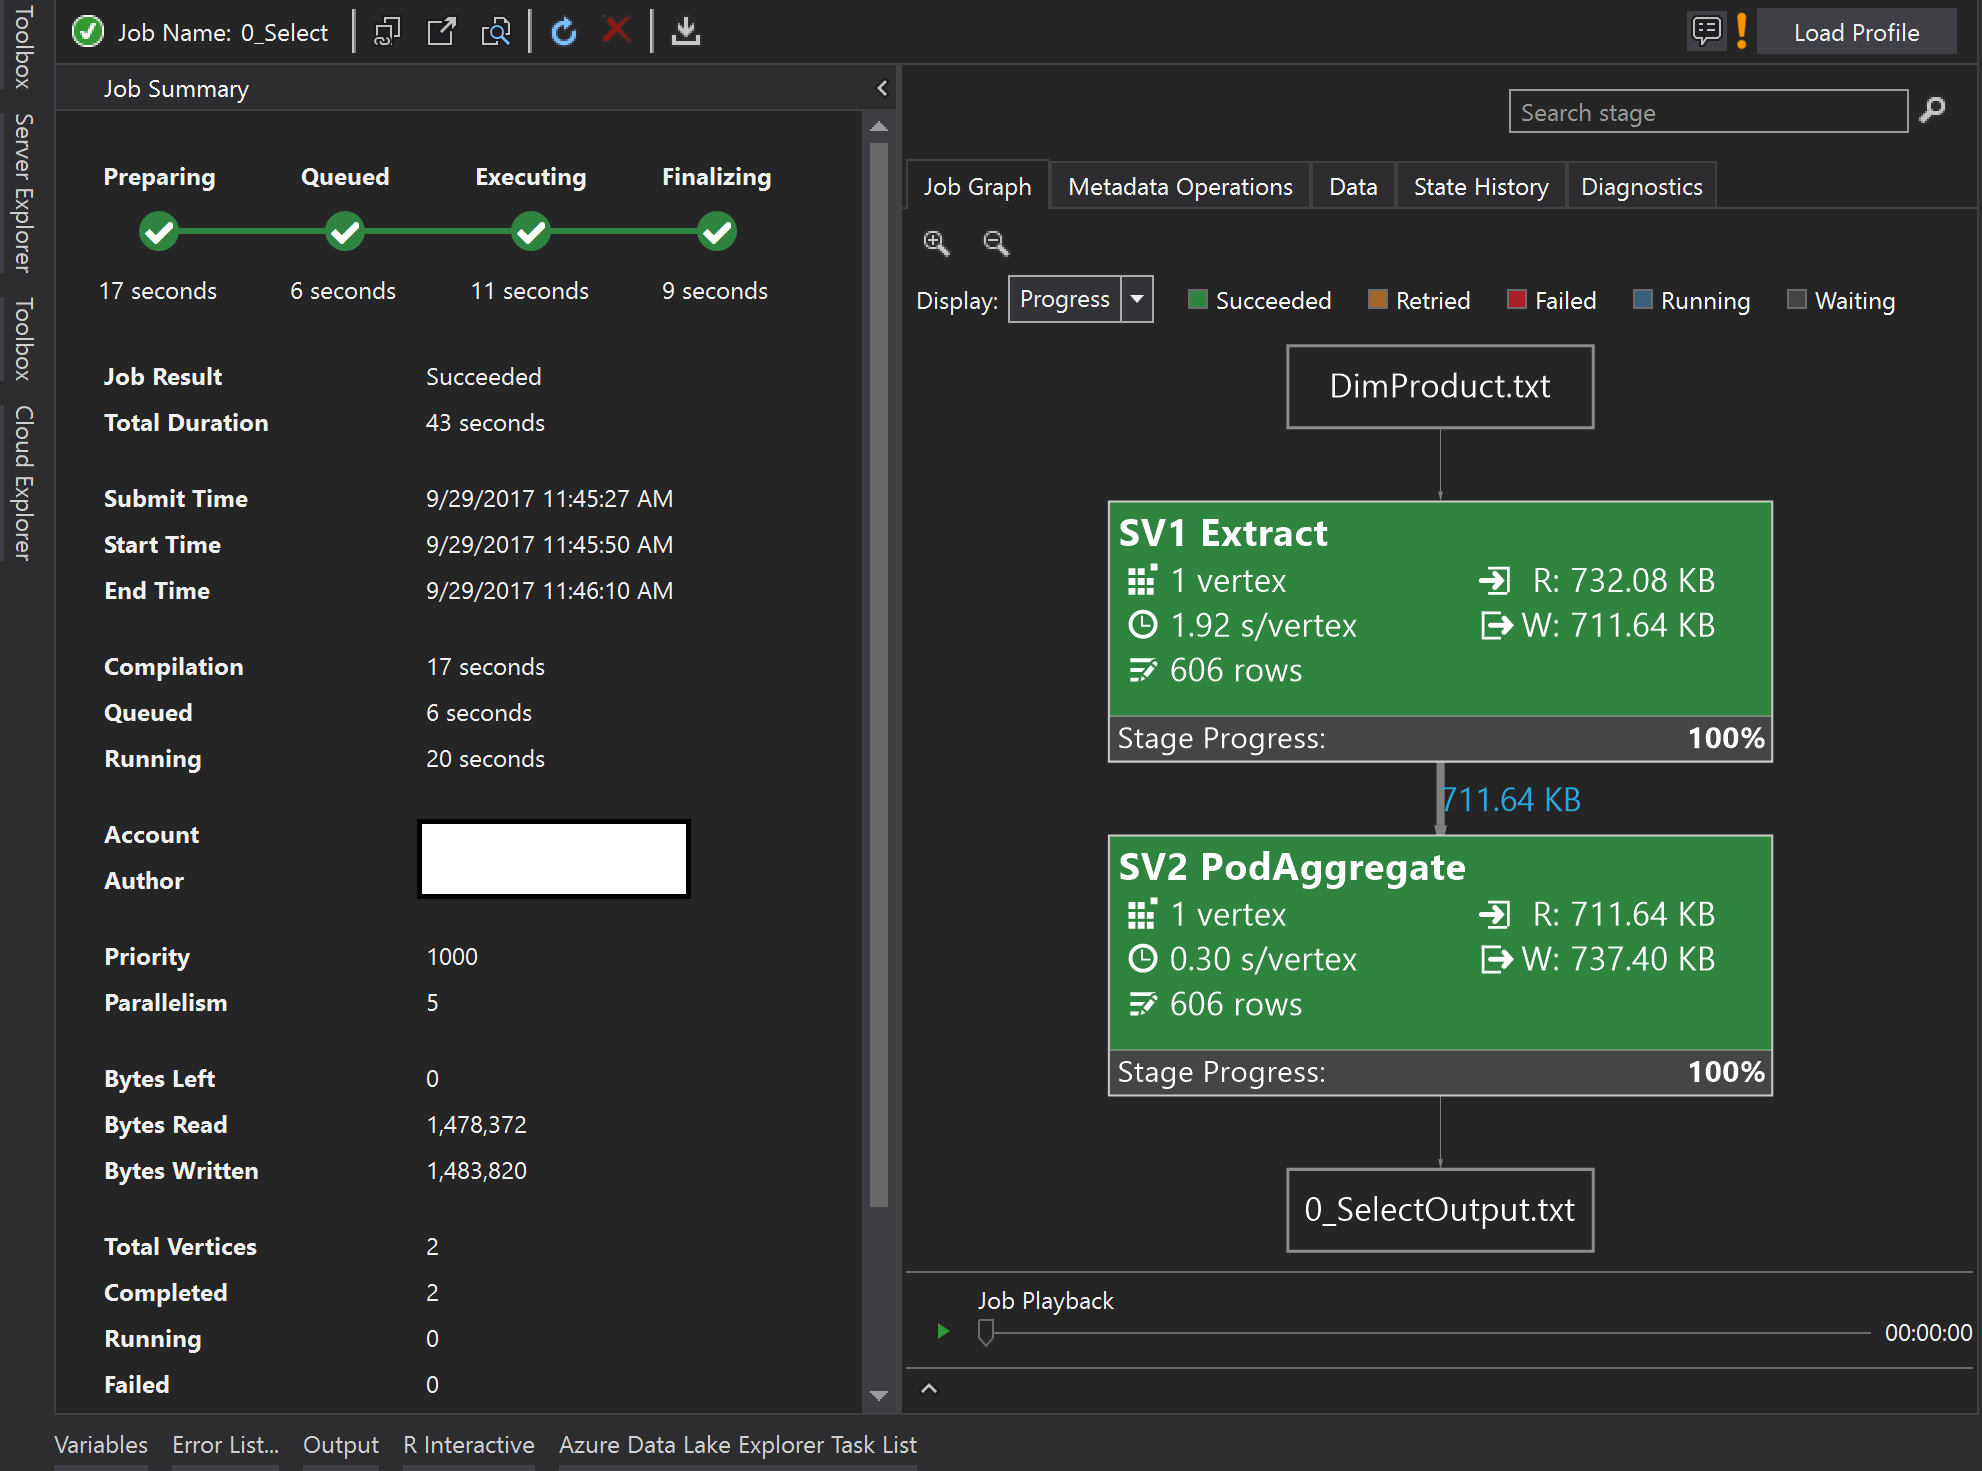 Toolbox
Server Explorer
Toolbox
Cloud Explorer
Job Name: 0_Select
Load Profile
Job Summary
Preparing Queued Executing Finalizing
17 seconds 6 seconds 11 seconds 9 seconds
Job Result Succeeded
Total Duration 43 seconds
Submit Time 9/29/2017 11:45:27 AM
Start Time 9/29/2017 11:45:50 AM
End Time 9/29/2017 11:46:10 AM
Compilation 17 seconds
Queued 6 seconds
Running 20 seconds
Account
Author
Priority 1000
Parallelism 5
Bytes Left 0
Bytes Read 1,478,372
Bytes Written 1,483,820
Total Vertices 2
Completed 2
Running 0
Failed 0
Search stage
Job Graph Metadata Operations Data State History Diagnostics
Display: Progress Succeeded Retried Failed Running Waiting
DimProduct.txt
SV1 Extract
1 vertex R: 732.08 KB
1.92 s/vertex W: 711.64 KB
606 rows
Stage Progress: 100%
711.64 KB
SV2 PodAggregate
1 vertex R: 711.64 KB
0.30 s/vertex W: 737.40 KB
606 rows
Stage Progress: 100%
0_SelectOutput.txt
Job Playback
00:00:00
Variables Error List... Output R Interactive Azure Data Lake Explorer Task List